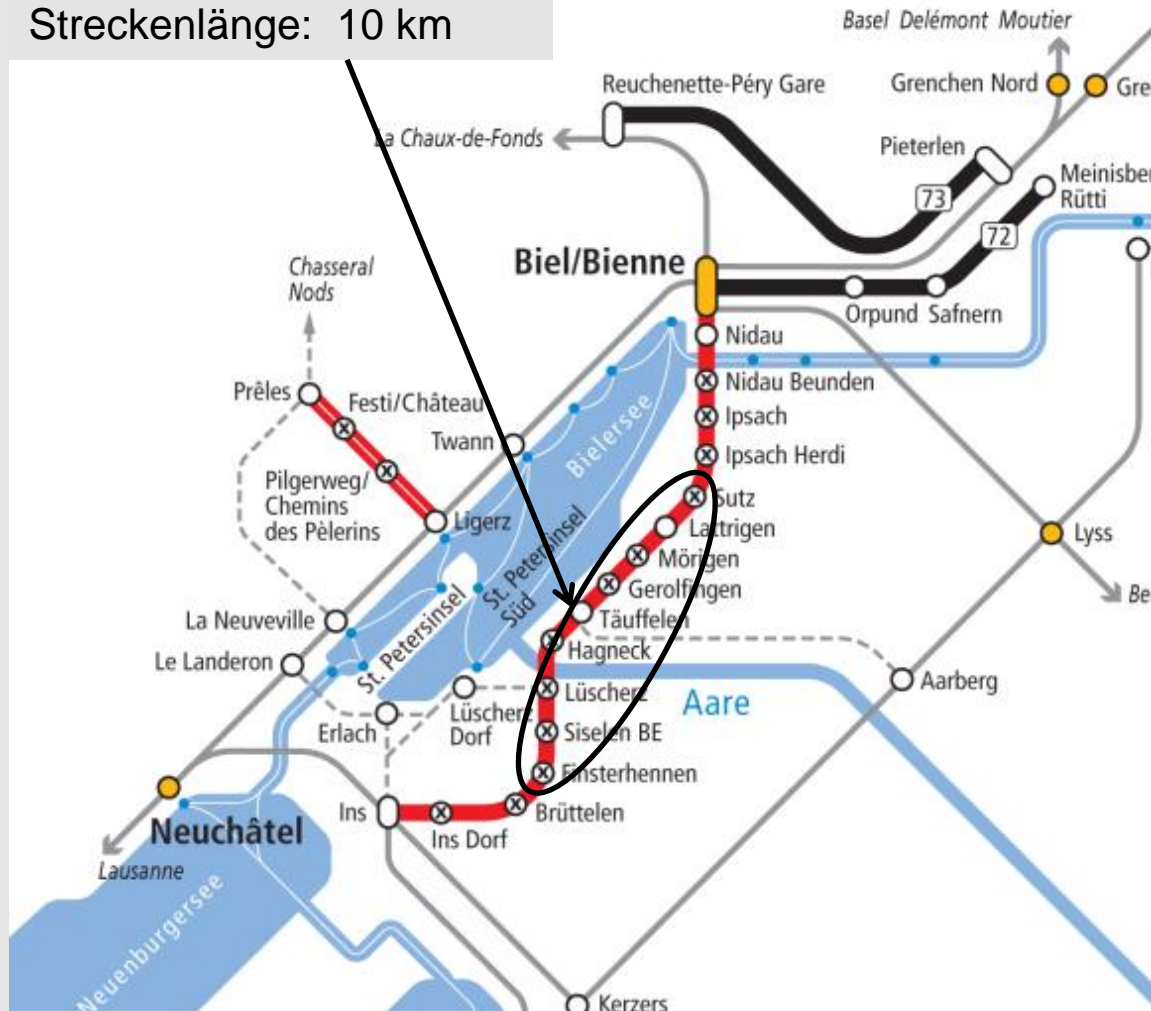 Streckenlänge: 10 km
Basel Delémont Moutier
Reuchenette-Péry Gare
Grenchen Nord
Gre
La Chaux-de-Fonds
Pieterlen
Meinisber
Rütti
73
72
Biel/Bienne
Chasseral
Nods
Orpund Safnern
Nidau
Prêles
Festi/Château
Nidau Beunden
Ipsach
Twann
Bielersee
Ipsach Herdi
Pilgerweg/
Chemins
des Pèlerins
Ligerz
Sutz
Lattrigen
Lyss
Mörigen
St. Petersinsel
Süd
Gerolfingen
Be
La Neuveville
Täuffelen
St. Petersinsel
Hagneck
Le Landeron
Aarberg
Lüscherz
Erlach
Lüscherz
Dorf
Aare
Siselen BE
Finsterhennen
Ins
Brüttelen
Neuchâtel
Ins Dorf
Lausanne
Neuenburgersee
Kerzers